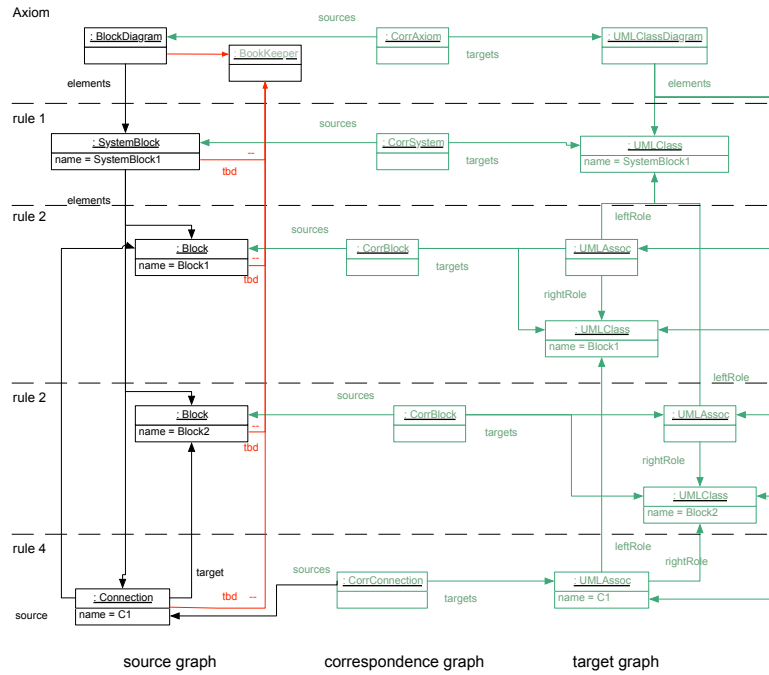 Axiom
: BlockDiagram
sources
: CorrAxiom
targets
: UMLClassDiagram
: BookKeeper
elements
elements
rule 1
: SystemBlock
name = SystemBlock1
--
tbd
sources
: CorrSystem
targets
: UMLClass
name = SystemBlock1
elements
rule 2
: Block
name = Block1
--
tbd
sources
: CorrBlock
targets
leftRole
: UMLAssoc
rightRole
: UMLClass
name = Block1
leftRole
rule 2
: Block
name = Block2
--
tbd
sources
: CorrBlock
targets
: UMLAssoc
rightRole
: UMLClass
name = Block2
rule 4
target
: Connection
name = C1
source
tbd
--
sources
: CorrConnection
targets
leftRole
rightRole
: UMLAssoc
name = C1
source graph
correspondence graph
target graph